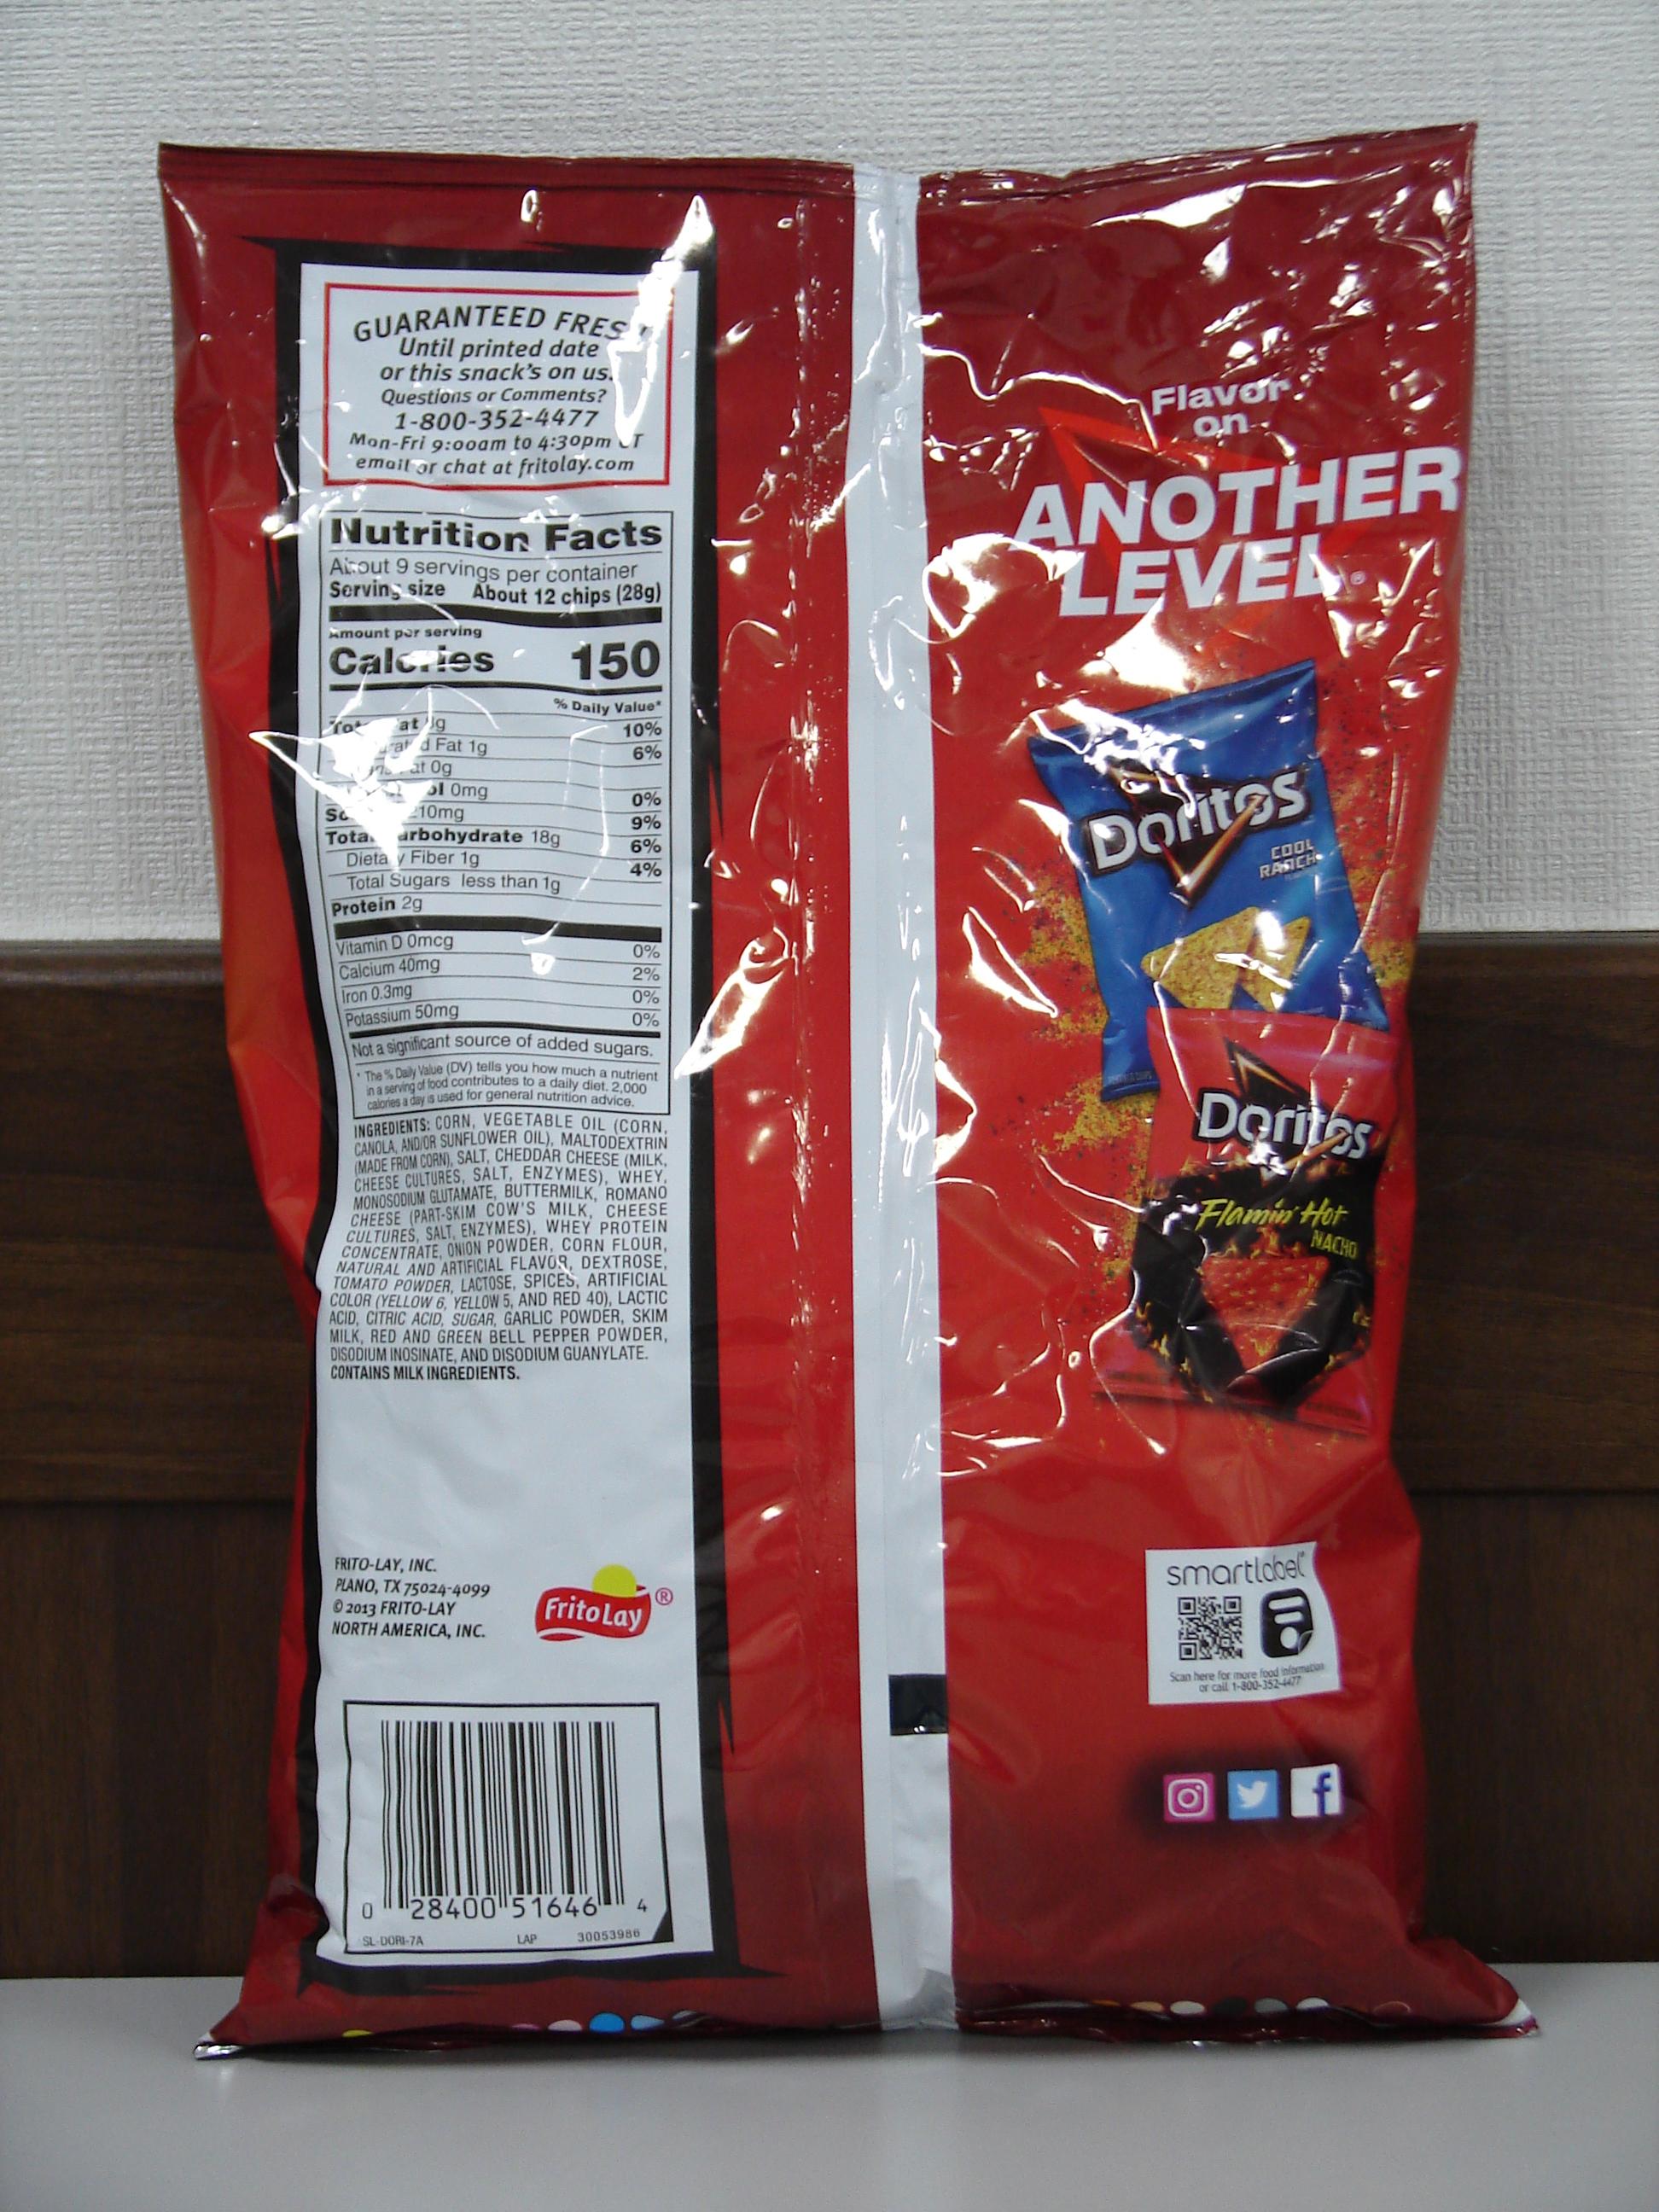 GUARANTEED FRESH
Until printed date
or this snack's on us.
Questions or Comments?
1-800-352-4477
Mon-Fri 9:00am to 4:30pm CT
email or chat at fritolay.com
Nutrition Facts
About 9 servings per container
Serving size About 12 chips (28g)
Amount per serving
Calories 150
% Daily Value*
Total Fat 8g 10%
Saturated Fat 1g 6%
Trans Fat 0g
Cholesterol 0mg 0%
9%
Total Carbohydrate 18g 6%
Dietary Fiber 1g 4%
Total Sugars less than 1g
Protein 2g
Vitamin D 0mcg 0%
Calcium 40mg 2%
Iron 0.3mg 0%
Potassium 50mg 0%
Not a significant source of added sugars.
* The % Daily Value (DV) tells you how much a nutrient
in a serving of food contributes to a daily diet. 2,000
calories a day is used for general nutrition advice.
INGREDIENTS: CORN, VEGETABLE OIL (CORN,
CANOLA, AND/OR SUNFLOWER OIL), MALTODEXTRIN
(MADE FROM CORN), SALT, CHEDDAR CHEESE (MILK,
CHEESE CULTURES, SALT, ENZYMES), WHEY,
MONOSODIUM GLUTAMATE, BUTTERMILK, ROMANO
CHEESE (PART-SKIM COW'S MILK, CHEESE
CULTURES, SALT, ENZYMES), WHEY PROTEIN
CONCENTRATE, ONION POWDER, CORN FLOUR,
NATURAL AND ARTIFICIAL FLAVOR, DEXTROSE,
TOMATO POWDER, LACTOSE, SPICES, ARTIFICIAL
COLOR (YELLOW 6, YELLOW 5, AND RED 40), LACTIC
ACID, CITRIC ACID, SUGAR, GARLIC POWDER, SKIM
MILK, RED AND GREEN BELL PEPPER POWDER,
DISODIUM INOSINATE, AND DISODIUM GUANYLATE.
CONTAINS MILK INGREDIENTS.
FRITO-LAY, INC.
PLANO, TX 75024-4099
© 2013 FRITO-LAY
NORTH AMERICA, INC.
FritoLay ®
0 28400 51646 4
SL-DORI-7A LAP 30053986
Flavor
on
ANOTHER
LEVEL®
Doritos
COOL
RANCH
Doritos
Flamin' Hot
NACHO
smartlabel®
Scan here for more food information
or call 1-800-352-4477